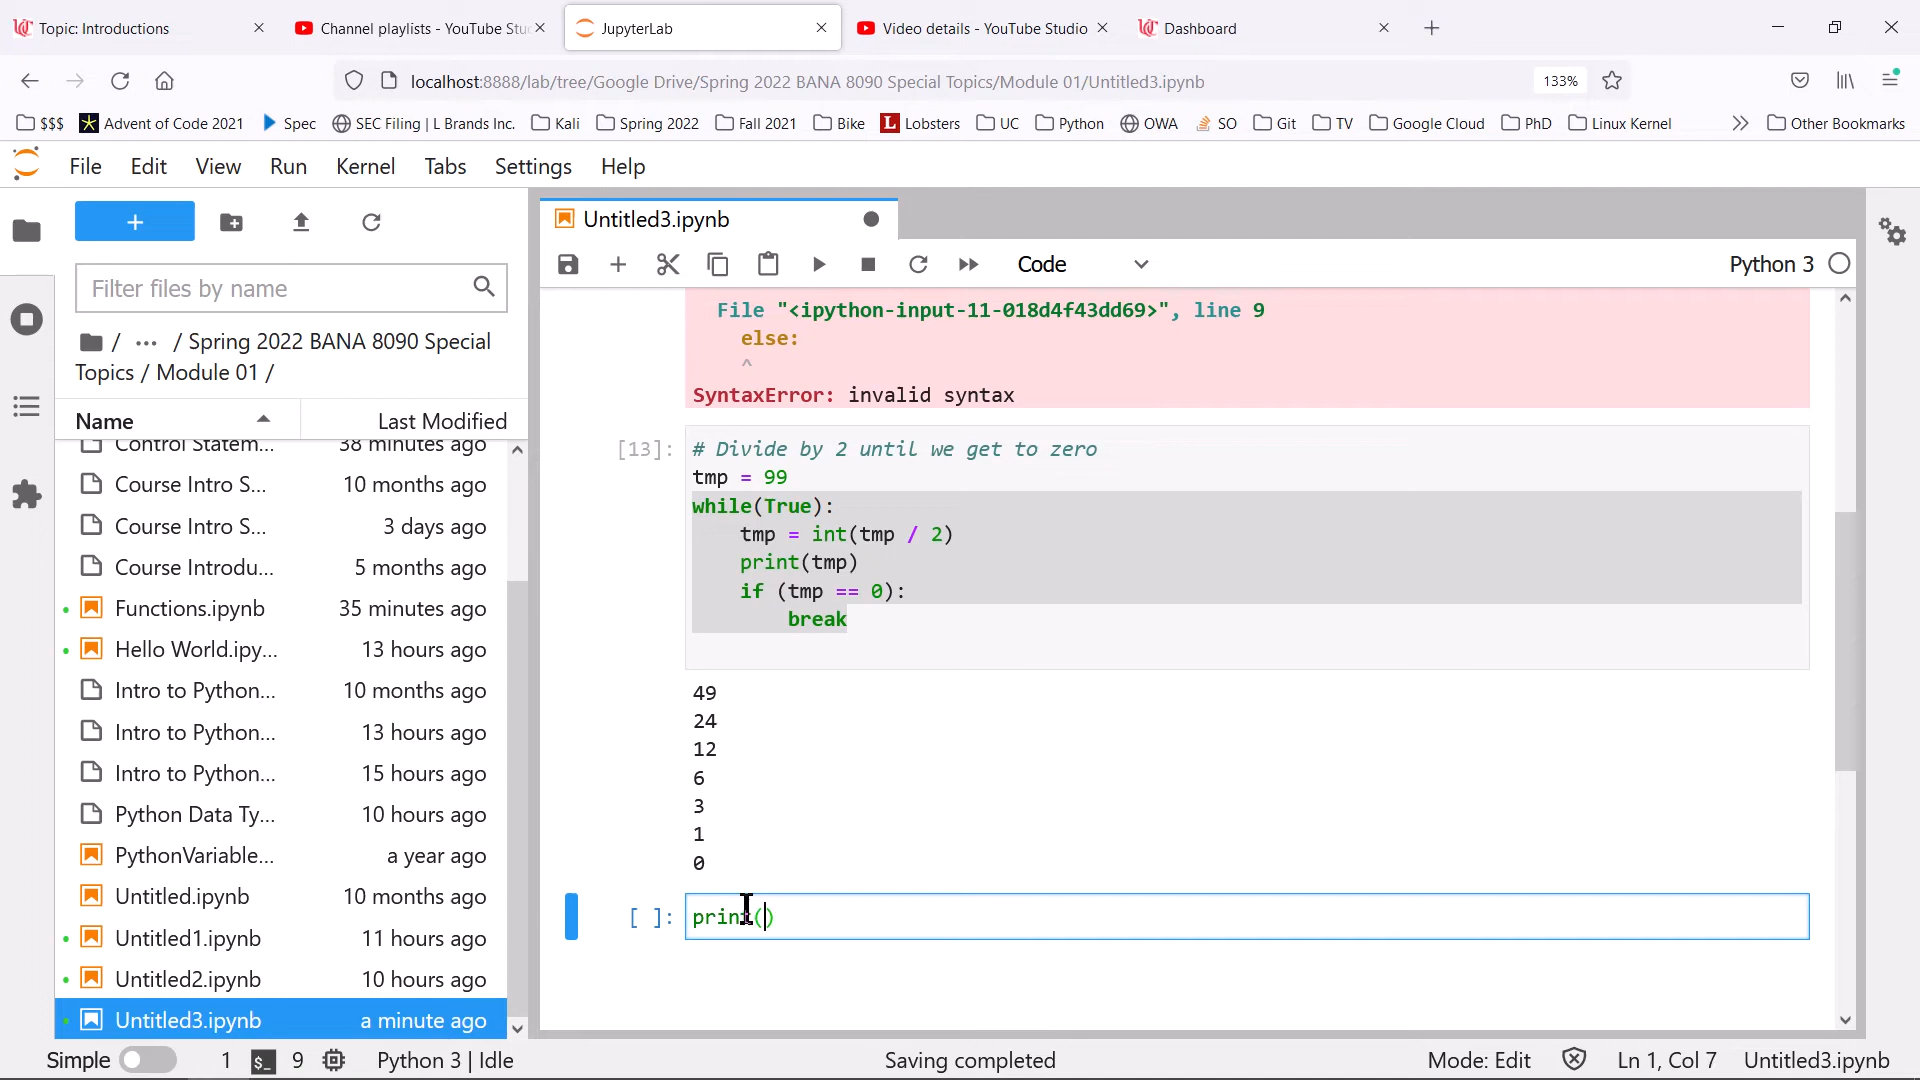 Topic: Introductions
Channel playlists - YouTube Stu
JupyterLab
Video details - YouTube Studio
Dashboard
localhost:8888/lab/tree/Google Drive/Spring 2022 BANA 8090 Special Topics/Module 01/Untitled3.ipynb
133%
$$$
Advent of Code 2021
Spec
SEC Filing | L Brands Inc.
Kali
Spring 2022
Fall 2021
Bike
Lobsters
UC
Python
OWA
SO
Git
TV
Google Cloud
PhD
Linux Kernel
Other Bookmarks
File Edit View Run Kernel Tabs Settings Help
Filter files by name
/ ··· / Spring 2022 BANA 8090 Special
Topics / Module 01 /
Name Last Modified
Control Statem... 38 minutes ago
Course Intro S... 10 months ago
Course Intro S... 3 days ago
Course Introdu... 5 months ago
Functions.ipynb 35 minutes ago
Hello World.ipy... 13 hours ago
Intro to Python... 10 months ago
Intro to Python... 13 hours ago
Intro to Python... 15 hours ago
Python Data Ty... 10 hours ago
PythonVariable... a year ago
Untitled.ipynb 10 months ago
Untitled1.ipynb 11 hours ago
Untitled2.ipynb 10 hours ago
Untitled3.ipynb a minute ago
Untitled3.ipynb
Code
Python 3
File "<ipython-input-11-018d4f43dd69>", line 9
else:
^
SyntaxError: invalid syntax
[13]:
# Divide by 2 until we get to zero
tmp = 99
while(True):
    tmp = int(tmp / 2)
    print(tmp)
    if (tmp == 0):
        break
49
24
12
6
3
1
0
[ ]: print()
Simple 1 9 Python 3 | Idle Saving completed Mode: Edit Ln 1, Col 7 Untitled3.ipynb